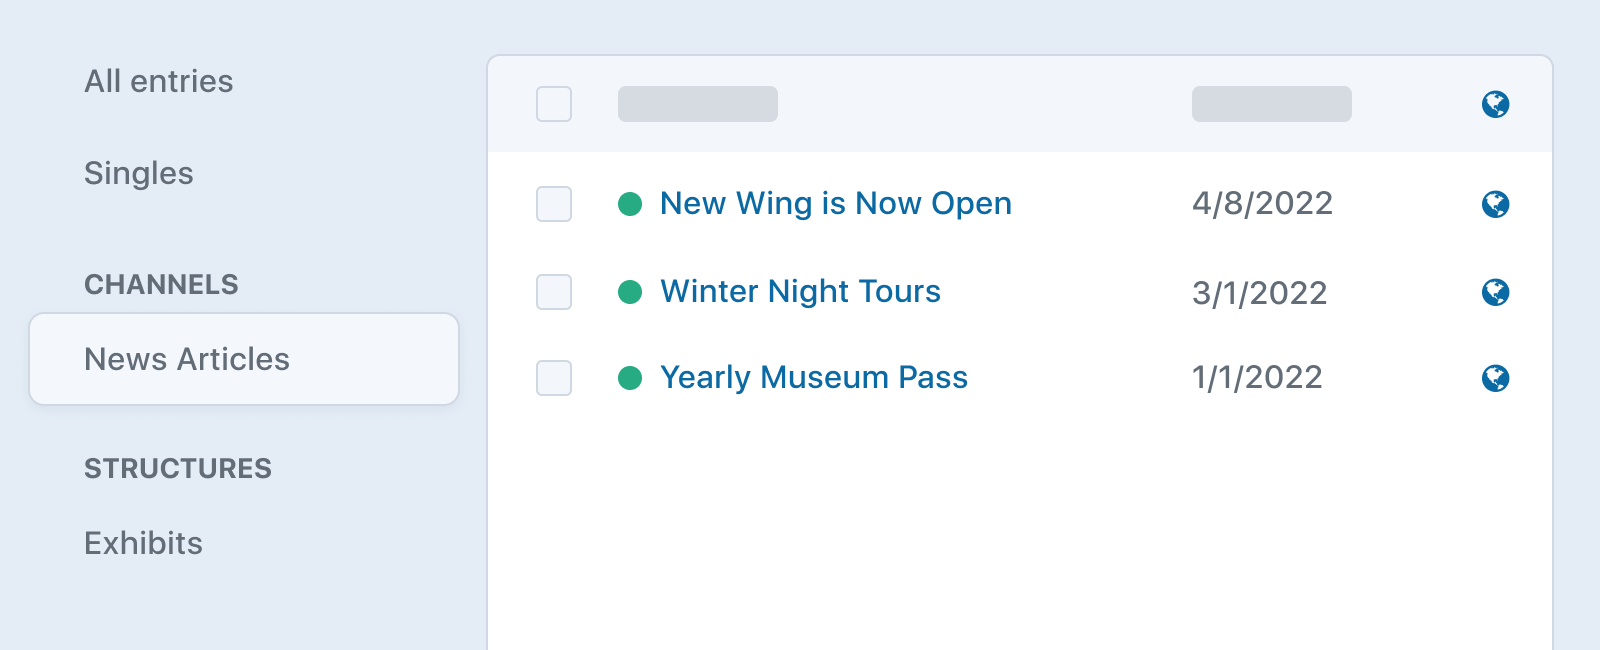 All entries
Singles
CHANNELS
News Articles
STRUCTURES
Exhibits
New Wing is Now Open 4/8/2022
Winter Night Tours 3/1/2022
Yearly Museum Pass 1/1/2022